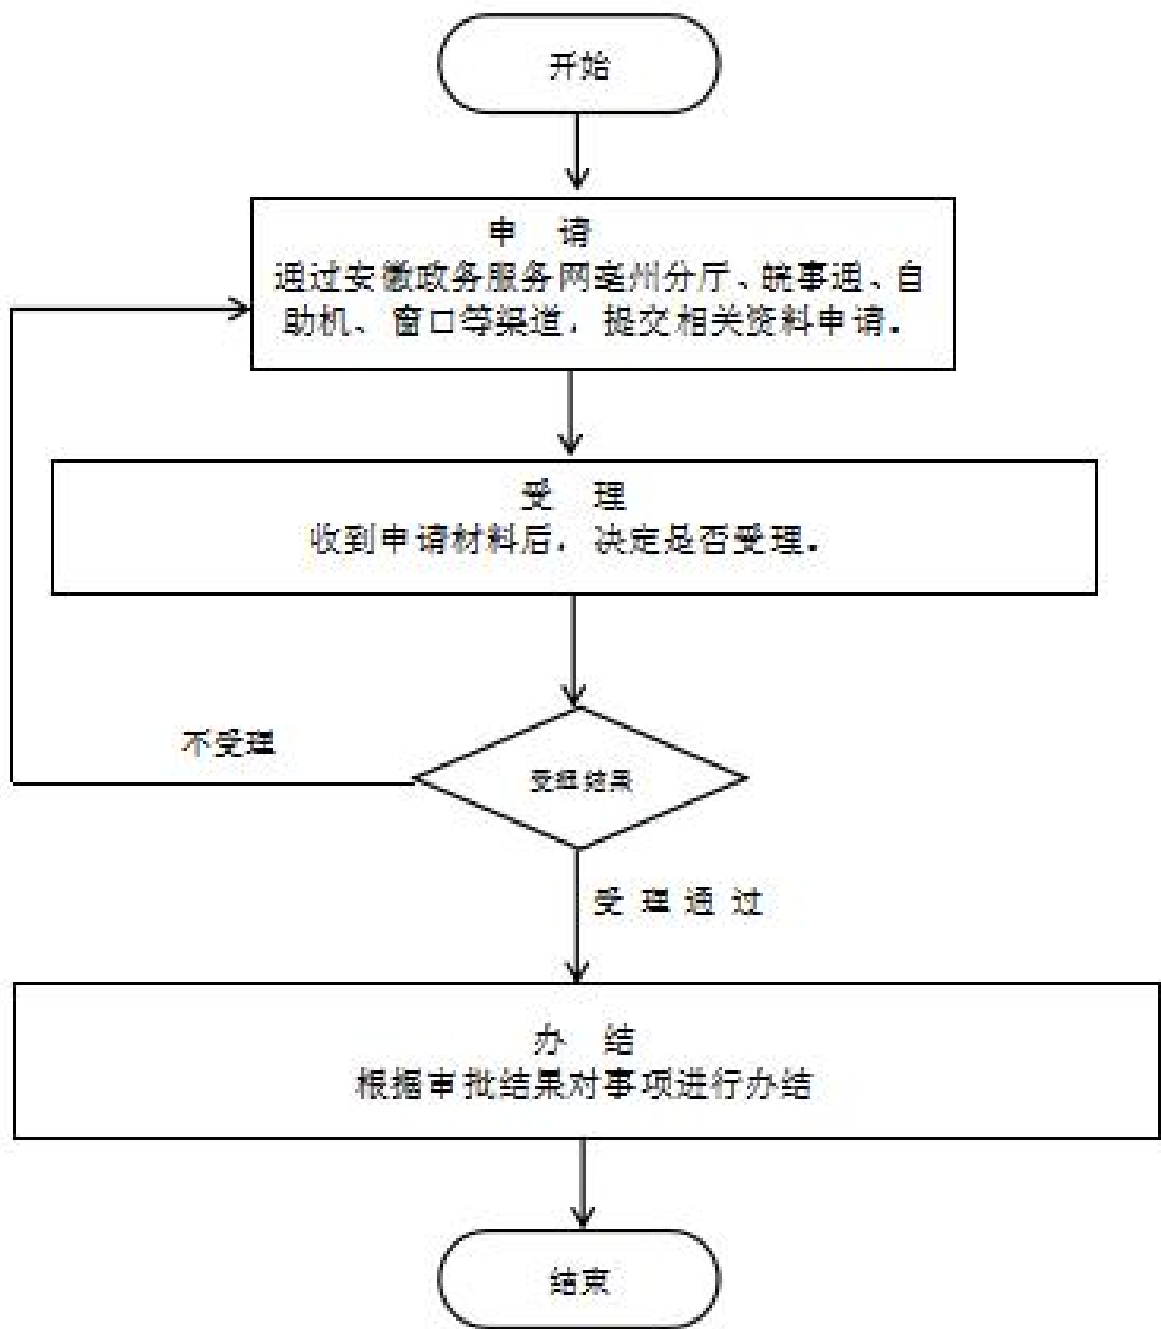 开始
申 请
通过安徽政务服务网亳州分厅、皖事通、自
助机、窗口等渠道，提交相关资料申请。
受 理
收到申请材料后，决定是否受理。
不受理
受理结果
受理通过
办 结
根据审批结果对事项进行办结
结束